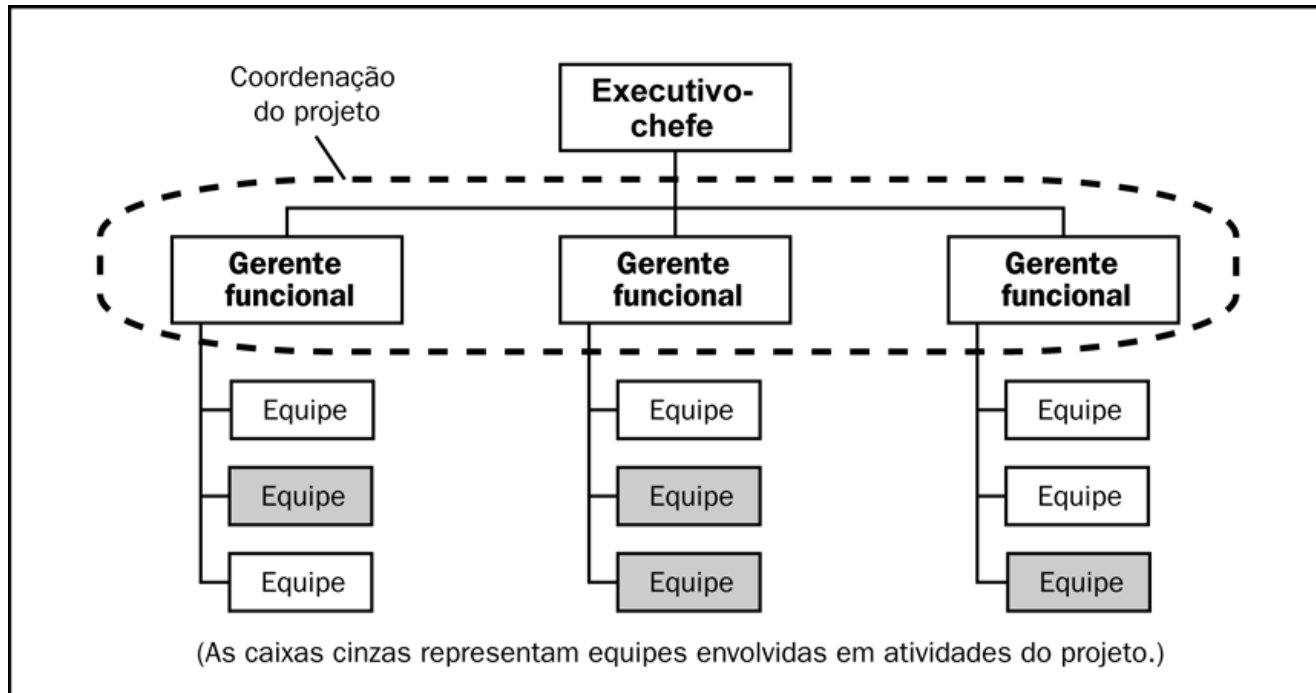 Coordenação
do projeto
Executivo-
chefe
Gerente
funcional
Gerente
funcional
Gerente
funcional
Equipe
Equipe
Equipe
Equipe
Equipe
Equipe
Equipe
Equipe
Equipe
(As caixas cinzas representam equipes envolvidas em atividades do projeto.)